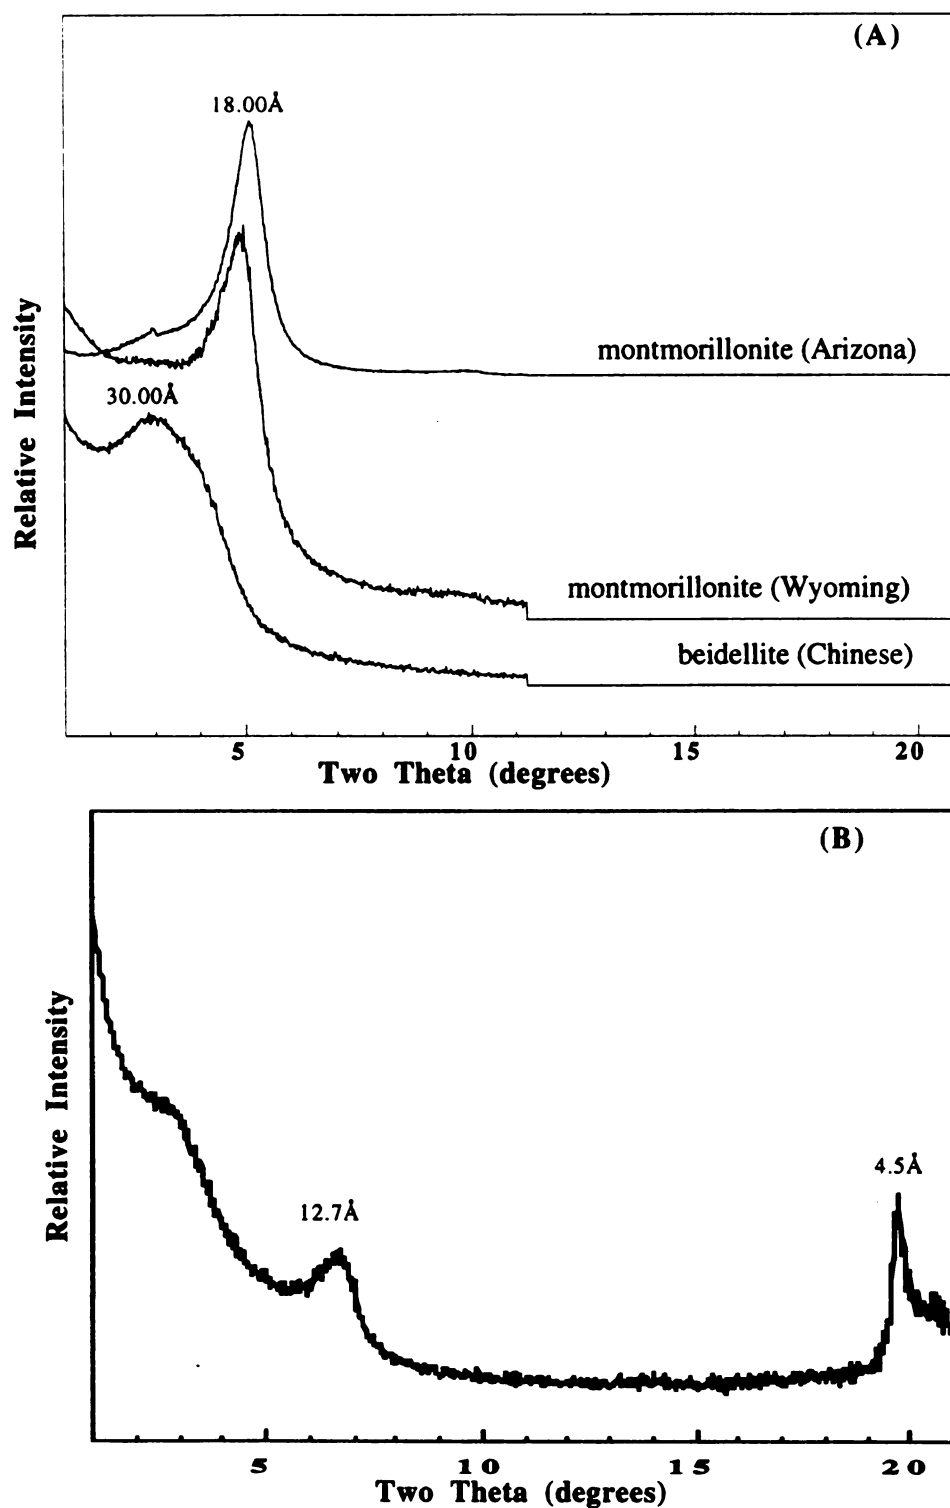 (A)
18.00Å
Relative Intensity
montmorillonite (Arizona)
30.00Å
montmorillonite (Wyoming)
beidellite (Chinese)
5 10 15 20
Two Theta (degrees)
(B)
Relative Intensity
4.5Å
12.7Å
5 10 15 20
Two Theta (degrees)